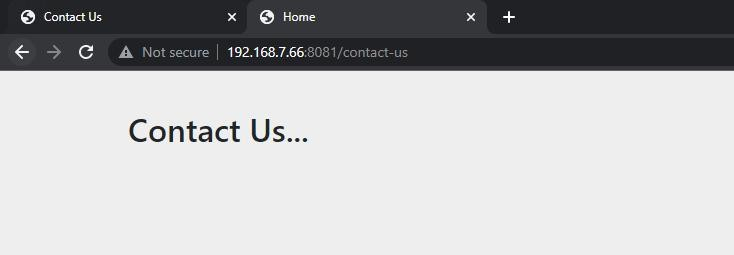 Contact Us
Home
Not secure | 192.168.7.66:8081/contact-us
Contact Us...